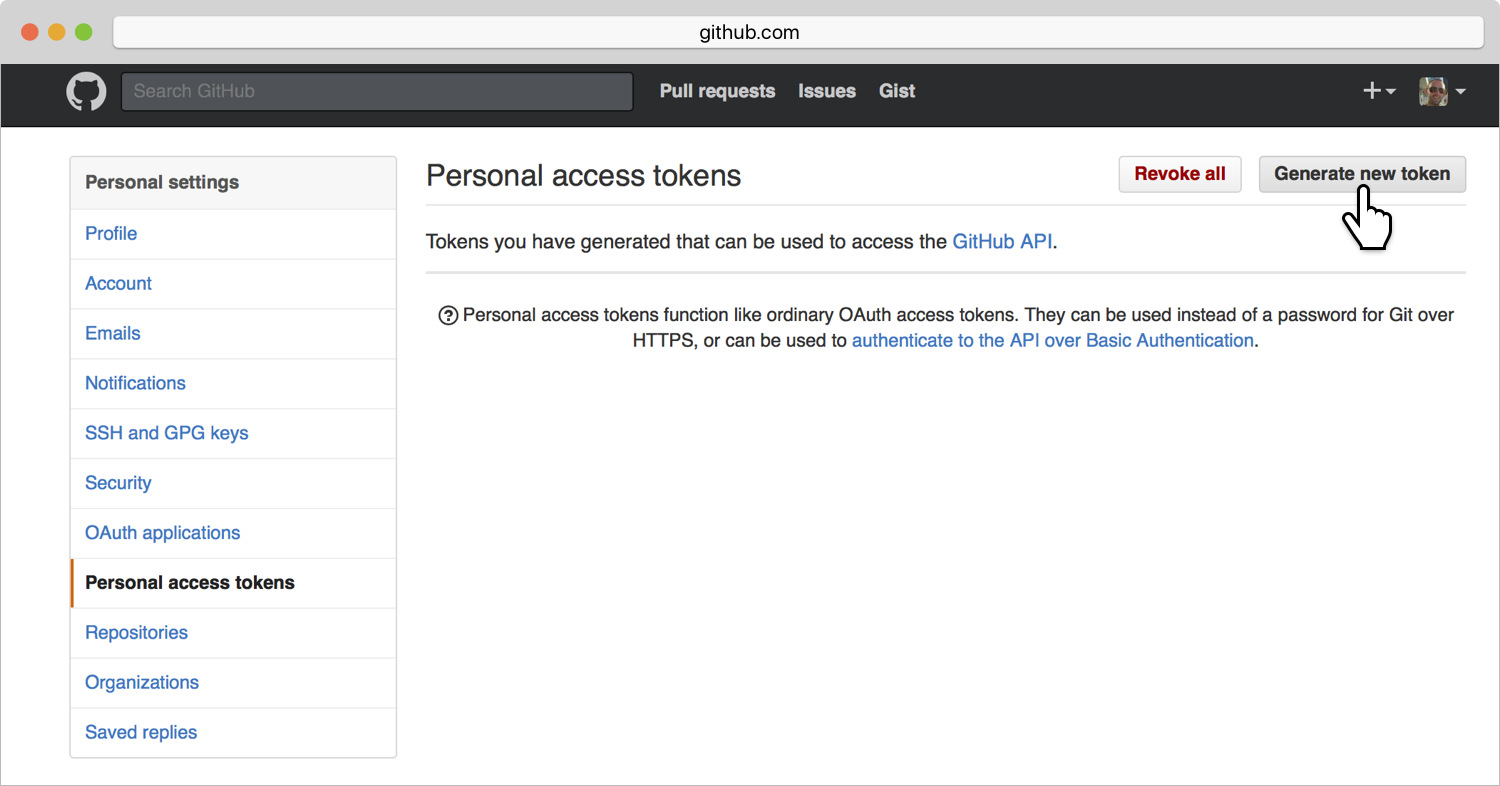 github.com
Search GitHub
Pull requests Issues Gist
Personal settings
Profile
Account
Emails
Notifications
SSH and GPG keys
Security
OAuth applications
Personal access tokens
Repositories
Organizations
Saved replies
Personal access tokens
Revoke all
Generate new token
Tokens you have generated that can be used to access the GitHub API.
Personal access tokens function like ordinary OAuth access tokens. They can be used instead of a password for Git over
HTTPS, or can be used to authenticate to the API over Basic Authentication.